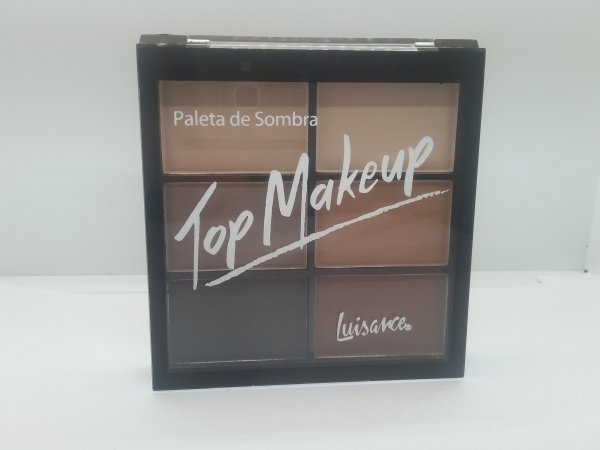 Paleta de Sombra
Top Makeup
Luisance®